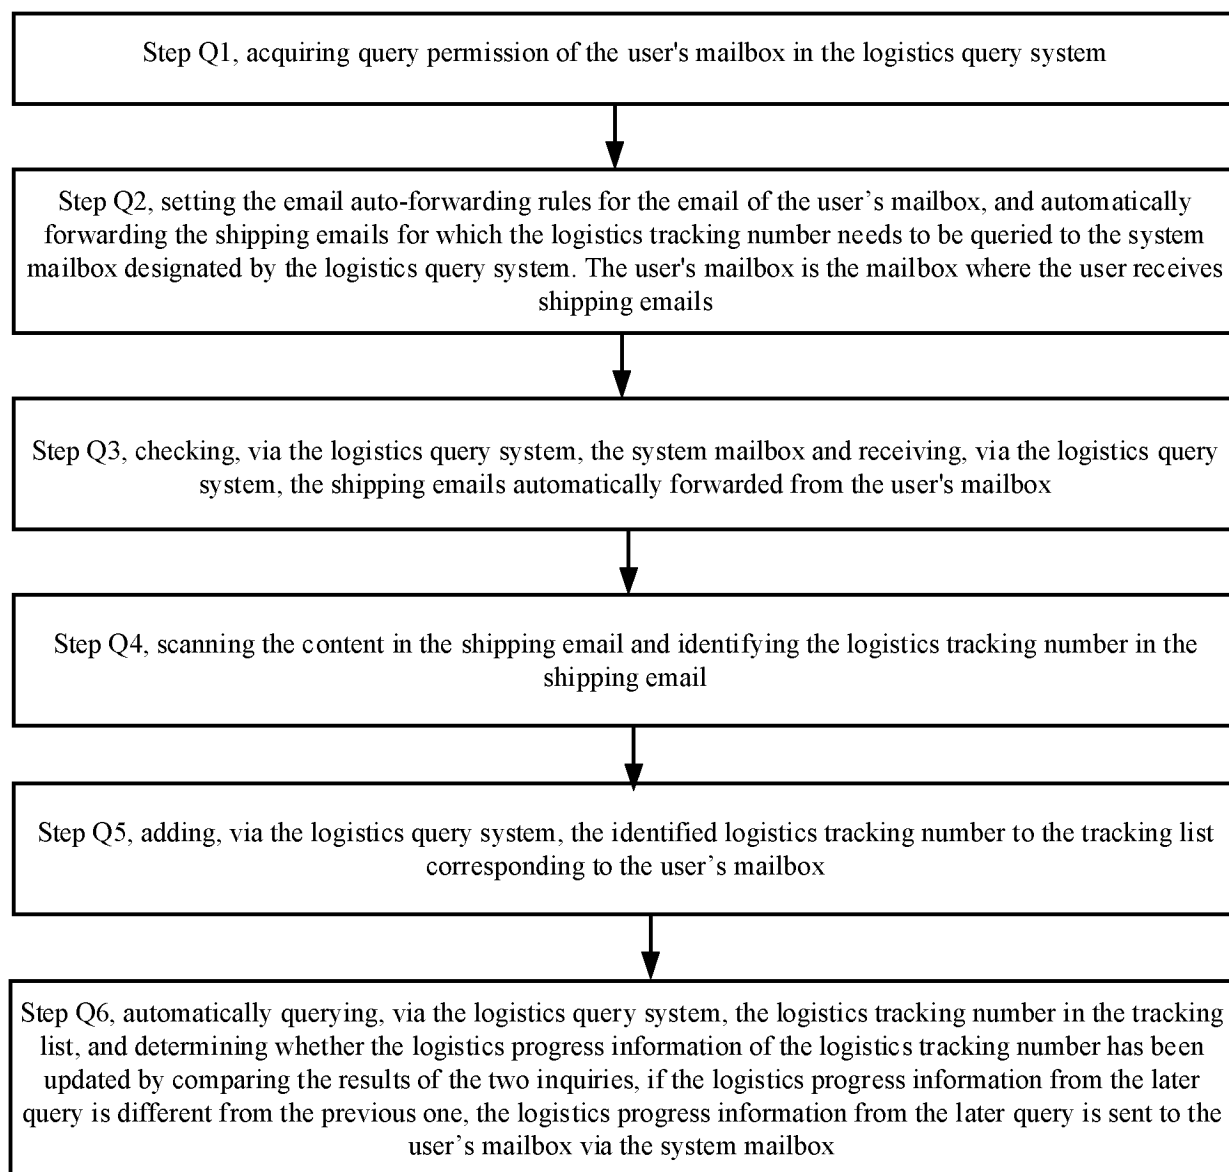 Step Q1, acquiring query permission of the user's mailbox in the logistics query system
Step Q2, setting the email auto-forwarding rules for the email of the user’s mailbox, and automatically
forwarding the shipping emails for which the logistics tracking number needs to be queried to the system
mailbox designated by the logistics query system. The user's mailbox is the mailbox where the user receives
shipping emails
Step Q3, checking, via the logistics query system, the system mailbox and receiving, via the logistics query
system, the shipping emails automatically forwarded from the user's mailbox
Step Q4, scanning the content in the shipping email and identifying the logistics tracking number in the
shipping email
Step Q5, adding, via the logistics query system, the identified logistics tracking number to the tracking list
corresponding to the user’s mailbox
Step Q6, automatically querying, via the logistics query system, the logistics tracking number in the tracking
list, and determining whether the logistics progress information of the logistics tracking number has been
updated by comparing the results of the two inquiries, if the logistics progress information from the later
query is different from the previous one, the logistics progress information from the later query is sent to the
user’s mailbox via the system mailbox